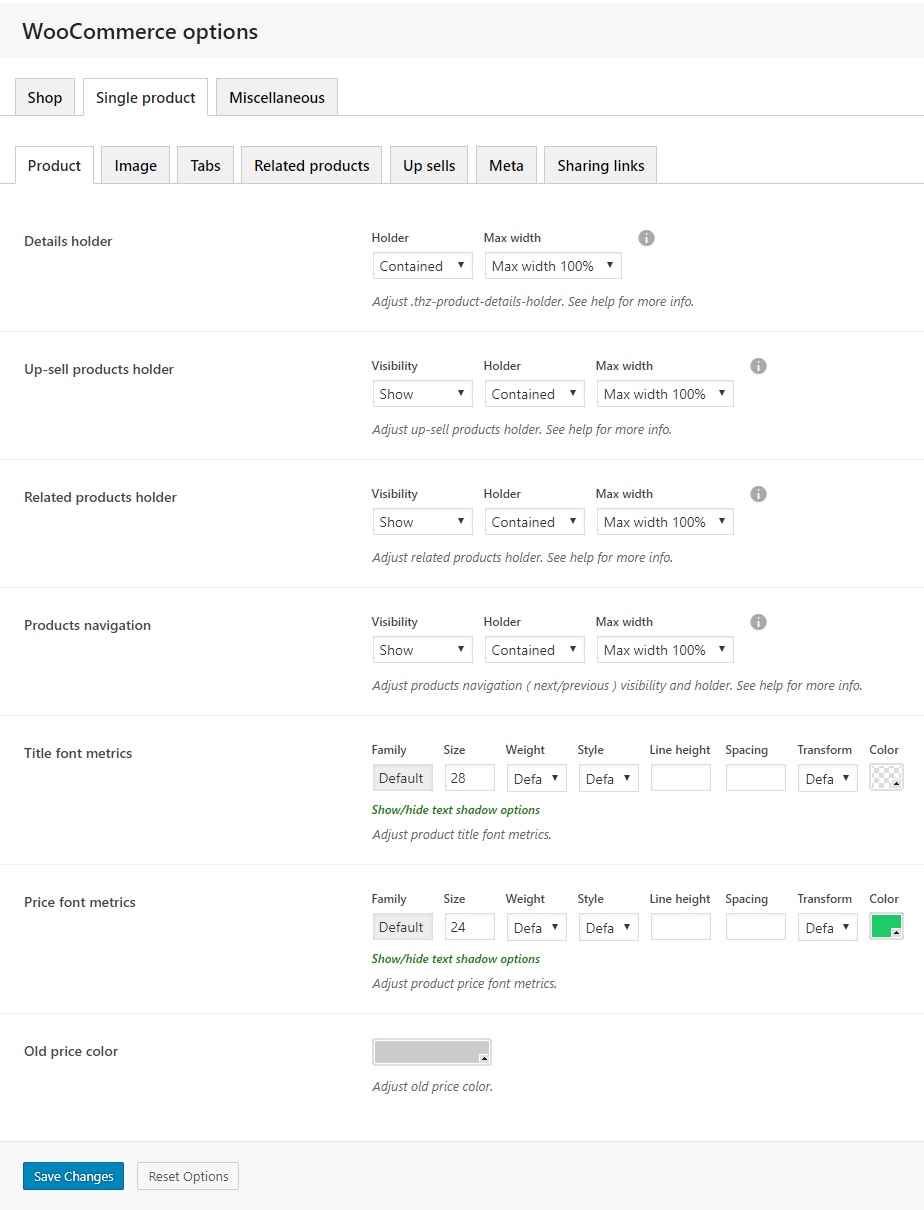 WooCommerce options
Shop Single product Miscellaneous
Product Image Tabs Related products Up sells Meta Sharing links
Details holder
Holder Max width
Contained Max width 100%
Adjust .thz-product-details-holder. See help for more info.
Up-sell products holder
Visibility Holder Max width
Show Contained Max width 100%
Adjust up-sell products holder. See help for more info.
Related products holder
Visibility Holder Max width
Show Contained Max width 100%
Adjust related products holder. See help for more info.
Products navigation
Visibility Holder Max width
Show Contained Max width 100%
Adjust products navigation ( next/previous ) visibility and holder. See help for more info.
Title font metrics
Family Size Weight Style Line height Spacing Transform Color
Default 28 Defa Defa Defa
Show/hide text shadow options
Adjust product title font metrics.
Price font metrics
Family Size Weight Style Line height Spacing Transform Color
Default 24 Defa Defa Defa
Show/hide text shadow options
Adjust product price font metrics.
Old price color
Adjust old price color.
Save Changes Reset Options